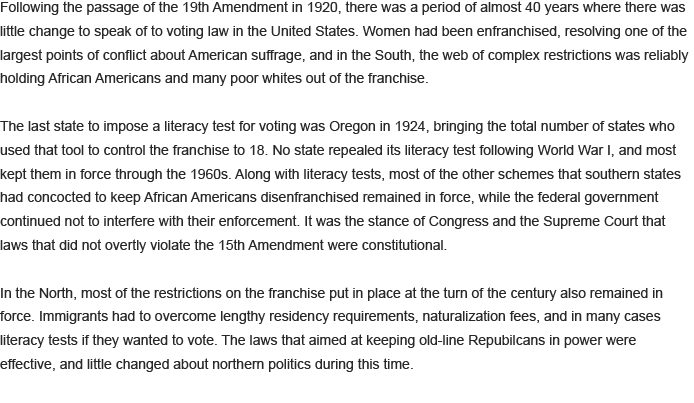 Following the passage of the 19th Amendment in 1920, there was a period of almost 40 years where there was
little change to speak of to voting law in the United States. Women had been enfranchised, resolving one of the
largest points of conflict about American suffrage, and in the South, the web of complex restrictions was reliably
holding African Americans and many poor whites out of the franchise.
The last state to impose a literacy test for voting was Oregon in 1924, bringing the total number of states who
used that tool to control the franchise to 18. No state repealed its literacy test following World War I, and most
kept them in force through the 1960s. Along with literacy tests, most of the other schemes that southern states
had concocted to keep African Americans disenfranchised remained in force, while the federal government
continued not to interfere with their enforcement. It was the stance of Congress and the Supreme Court that
laws that did not overtly violate the 15th Amendment were constitutional.
In the North, most of the restrictions on the franchise put in place at the turn of the century also remained in
force. Immigrants had to overcome lengthy residency requirements, naturalization fees, and in many cases
literacy tests if they wanted to vote. The laws that aimed at keeping old-line Repubilcans in power were
effective, and little changed about northern politics during this time.